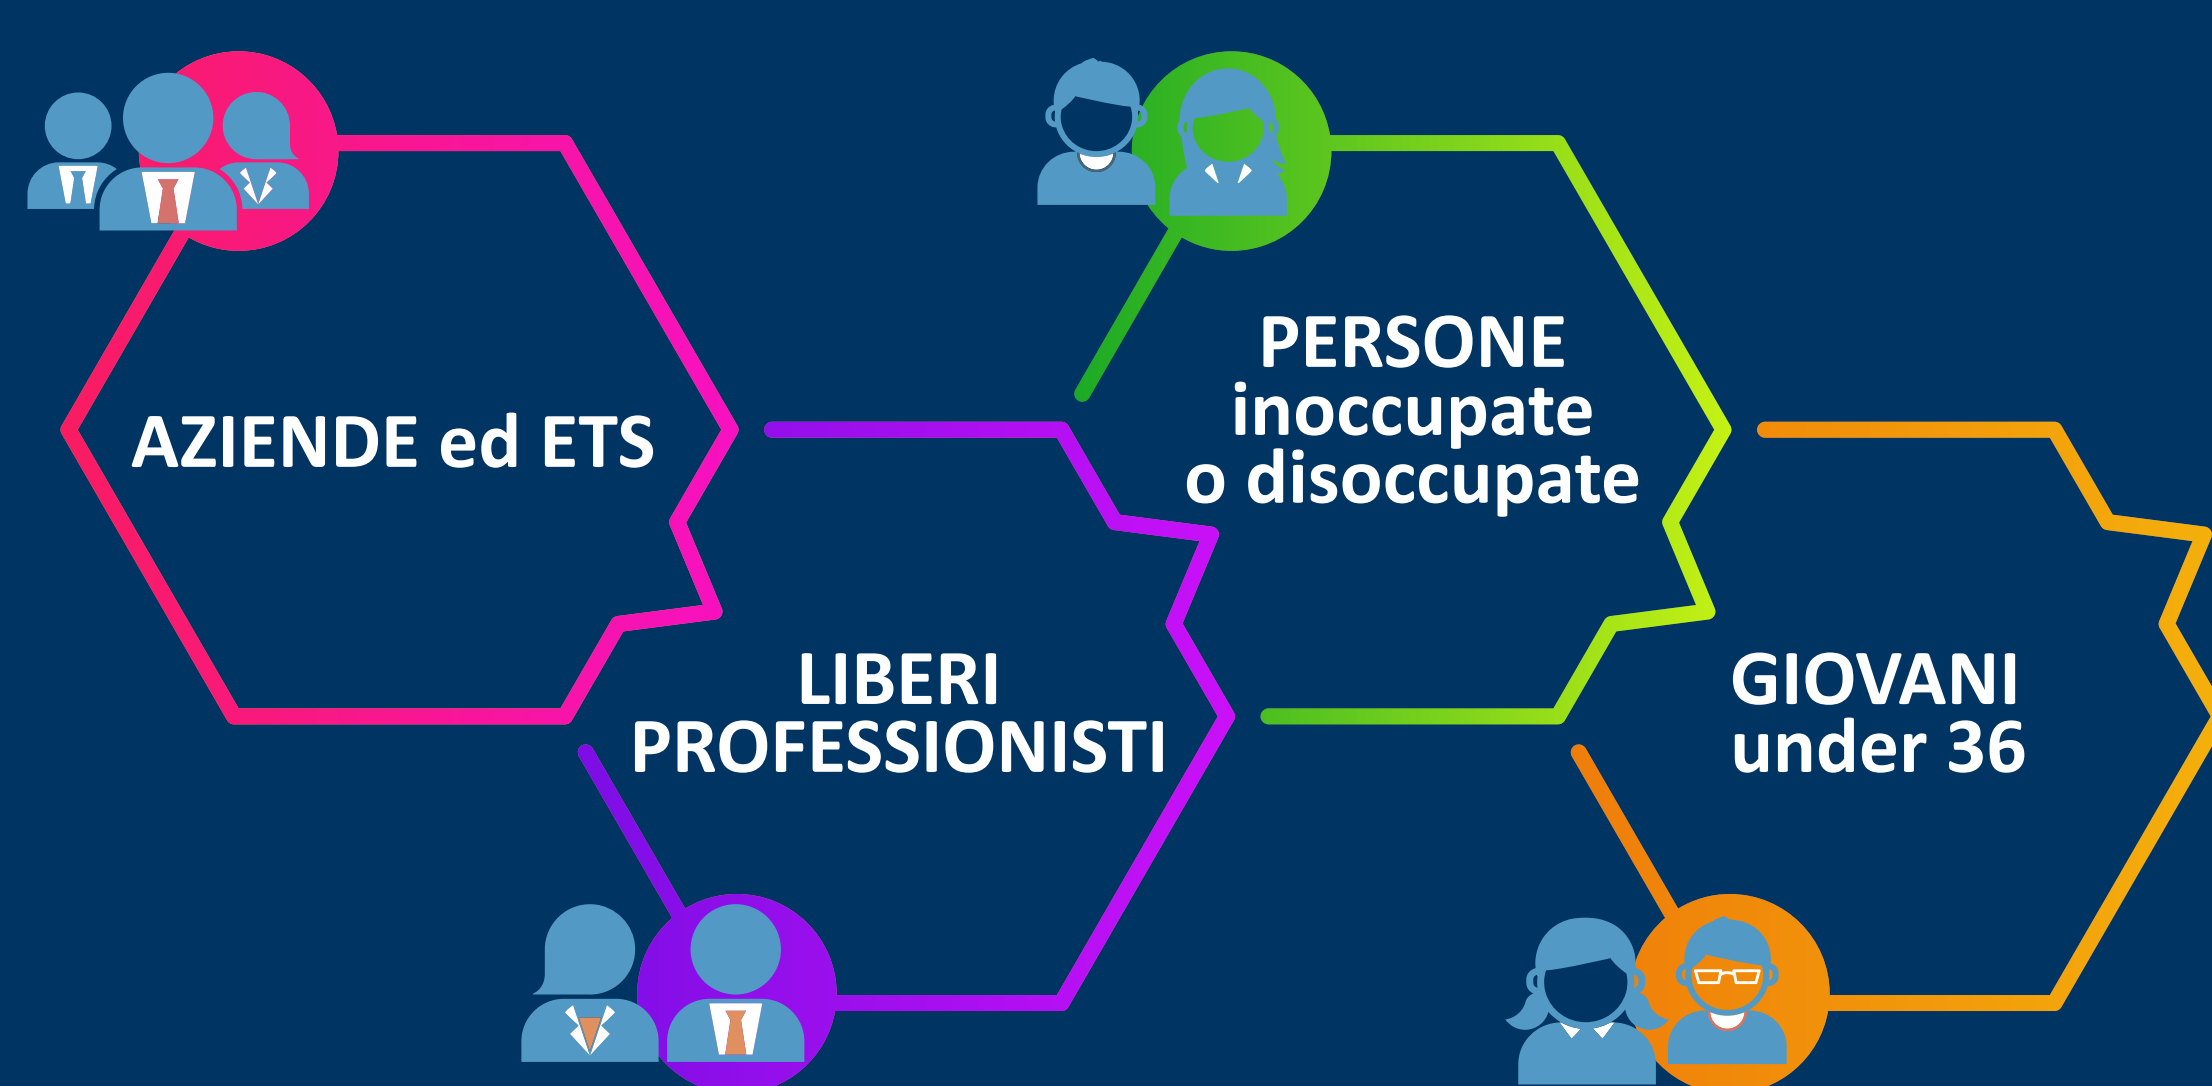 AZIENDE ed ETS
LIBERI
PROFESSIONISTI
PERSONE
inoccupate
o disoccupate
GIOVANI
under 36